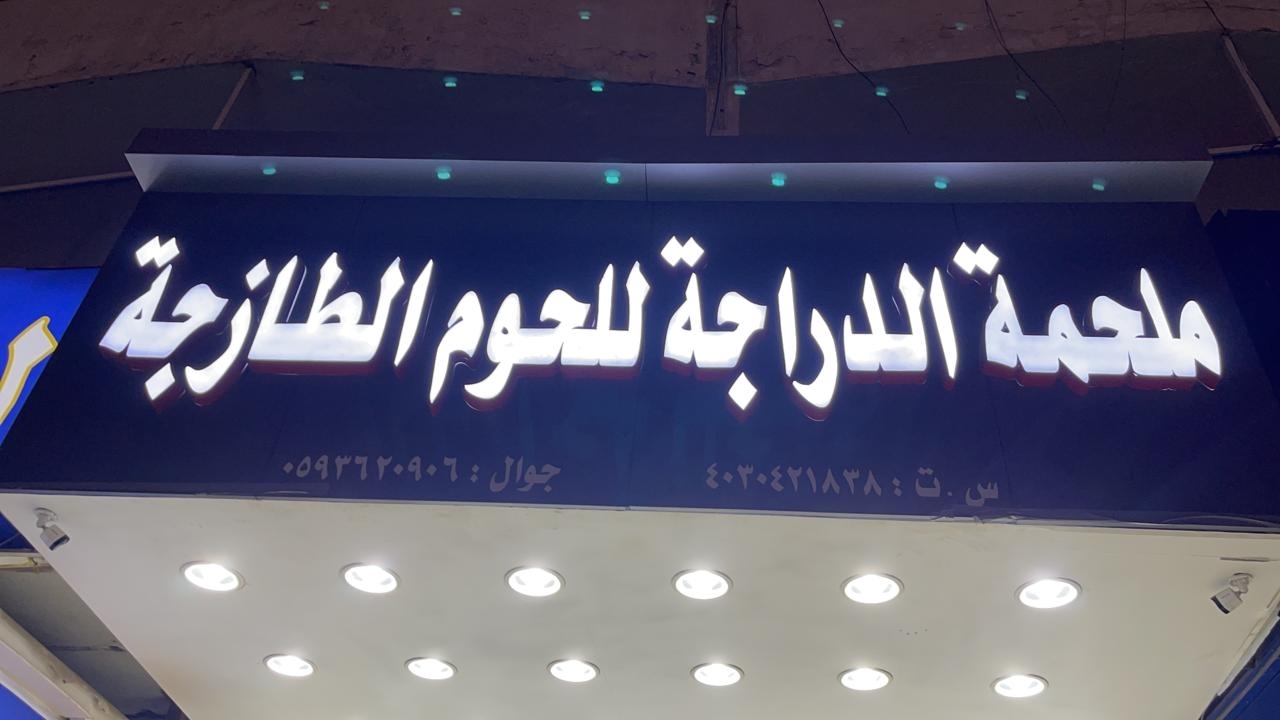 ملحمة الدراجة للحوم الطازجة
س.ت : ٤٠٣٠٤٢١٨٣٨ جوال : ٠٥٩٣٦٢٠٩٠٦